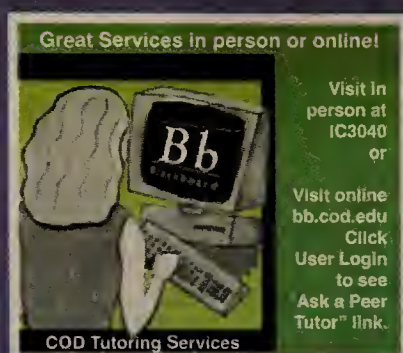 Great Services in person or online!
Visit in
person at
IC3040
or
Visit online
bb.cod.edu
Click
User Login
to see
Ask a Peer
Tutor" link.
Bb
Blackboard
COD Tutoring Services